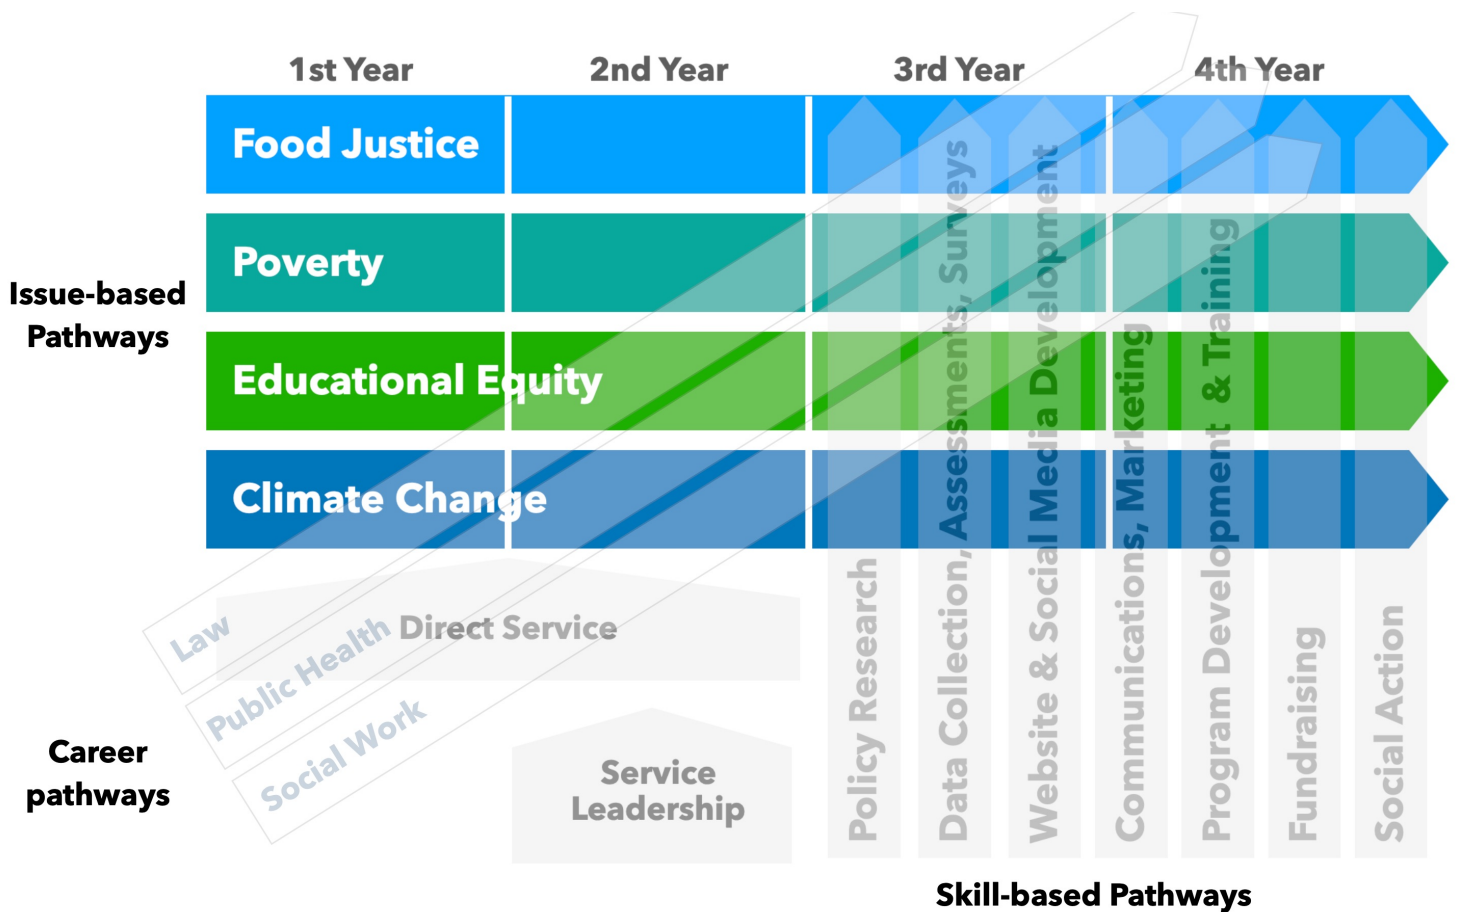 1st Year
2nd Year
3rd Year
4th Year
Food Justice
Poverty
Issue-based
Pathways
Educational Equity
Climate Change
Law
Public Health
Social Work
Direct Service
Career
pathways
Service
Leadership
Policy Research
Data Collection, Assessments, Surveys
Website & Social Media Development
Communications, Marketing
Program Development & Training
Fundraising
Social Action
Skill-based Pathways